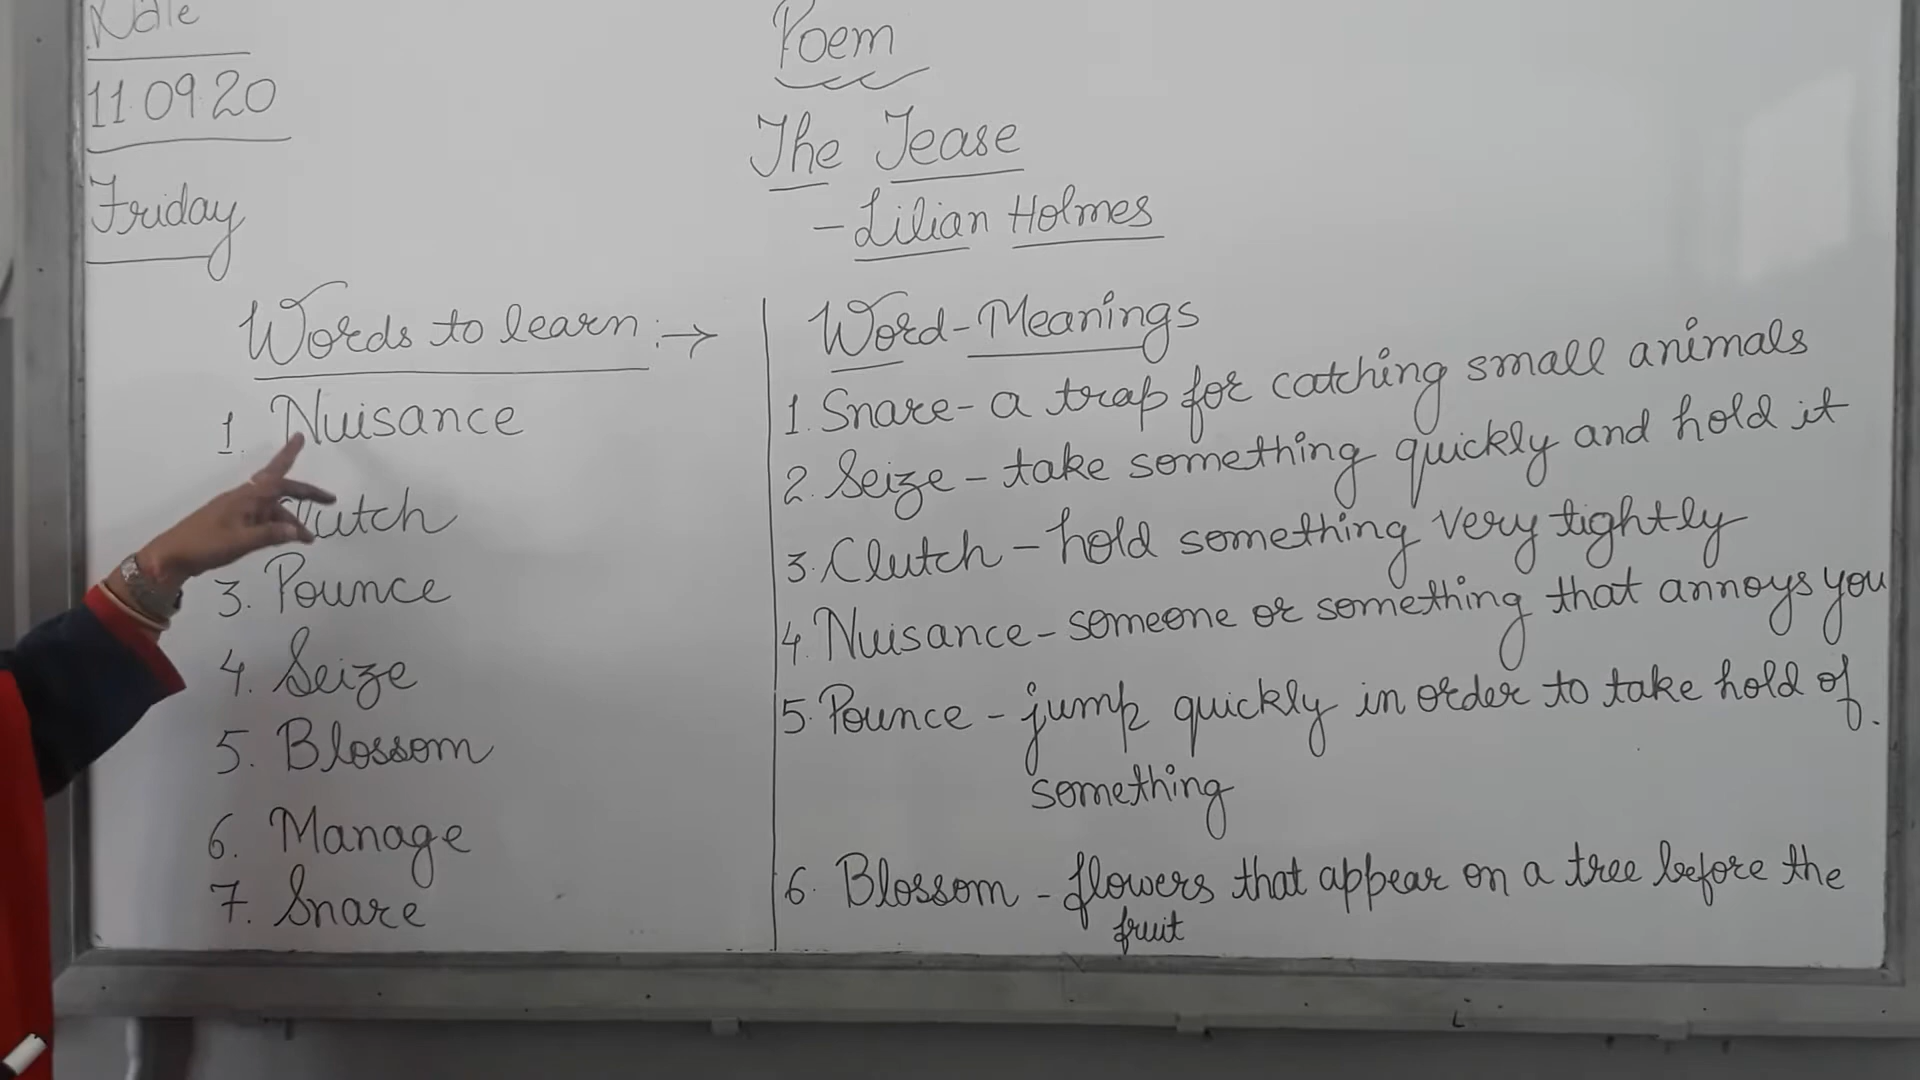 Date
11.09.20
Friday
Poem
The Tease
- Lilian Holmes
Words to learn :→
1. Nuisance
Clutch
3. Pounce
4. Seize
5. Blossom
6. Manage
7. Snare
Word-Meanings
1. Snare - a trap for catching small animals
2. Seize - take something quickly and hold it
3. Clutch - hold something very tightly
4. Nuisance - someone or something that annoys you
5. Pounce - jump quickly in order to take hold of.
something
6. Blossom - flowers that appear on a tree before the
fruit